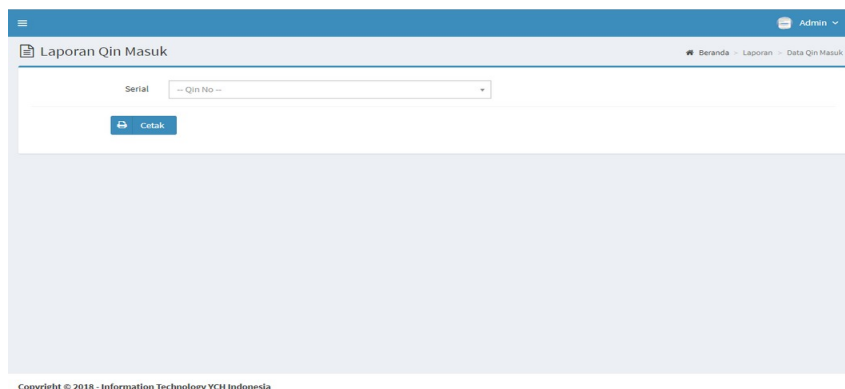 Admin
Laporan Qin Masuk
Beranda > Laporan > Data Qin Masuk
Serial
-- Qin No --
Cetak
Copyright © 2018 - Information Technology YCH Indonesia